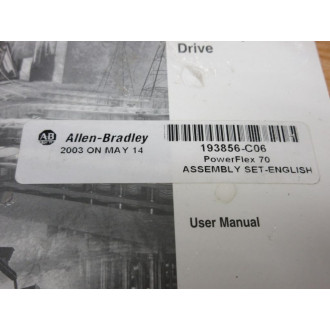 Drive
AB
Allen-Bradley
2003 ON MAY 14
193856-C06
PowerFlex 70
ASSEMBLY SET-ENGLISH
User Manual